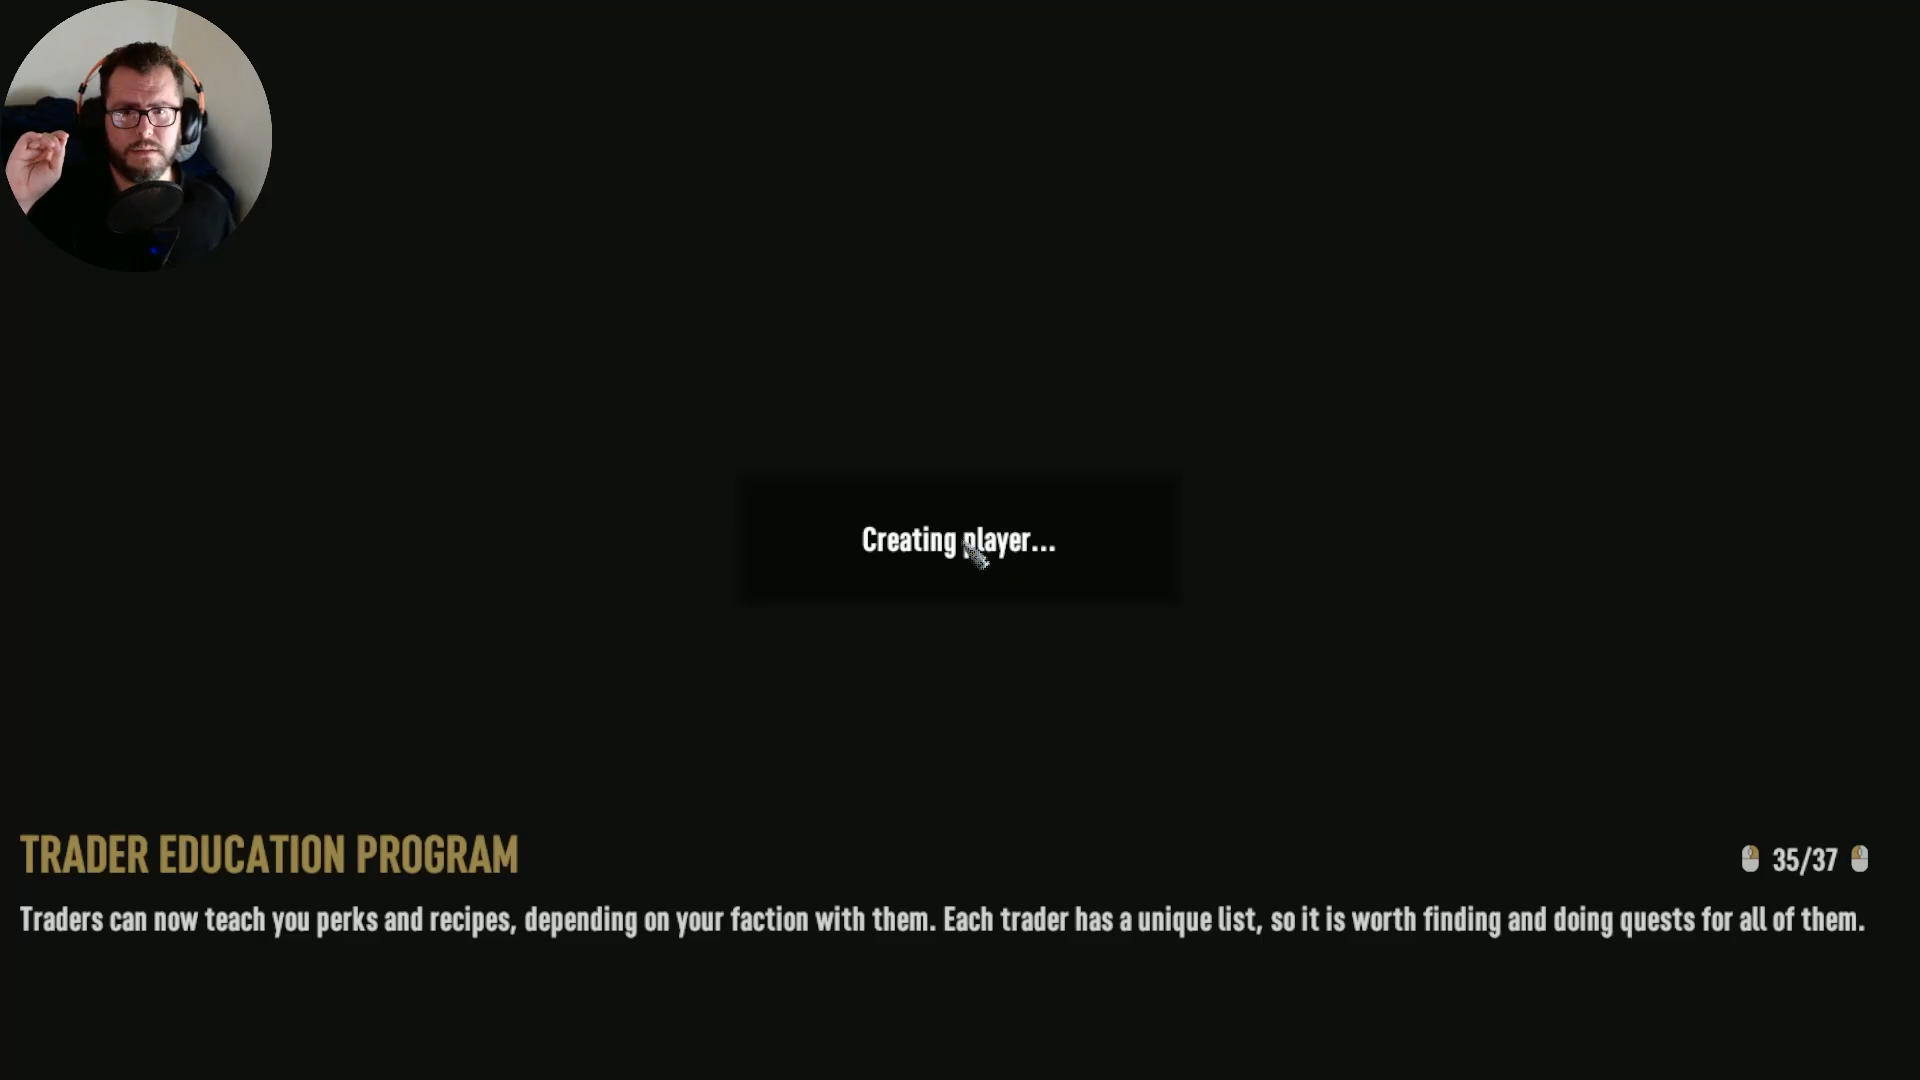 Creating player...
TRADER EDUCATION PROGRAM
35/37
Traders can now teach you perks and recipes, depending on your faction with them. Each trader has a unique list, so it is worth finding and doing quests for all of them.